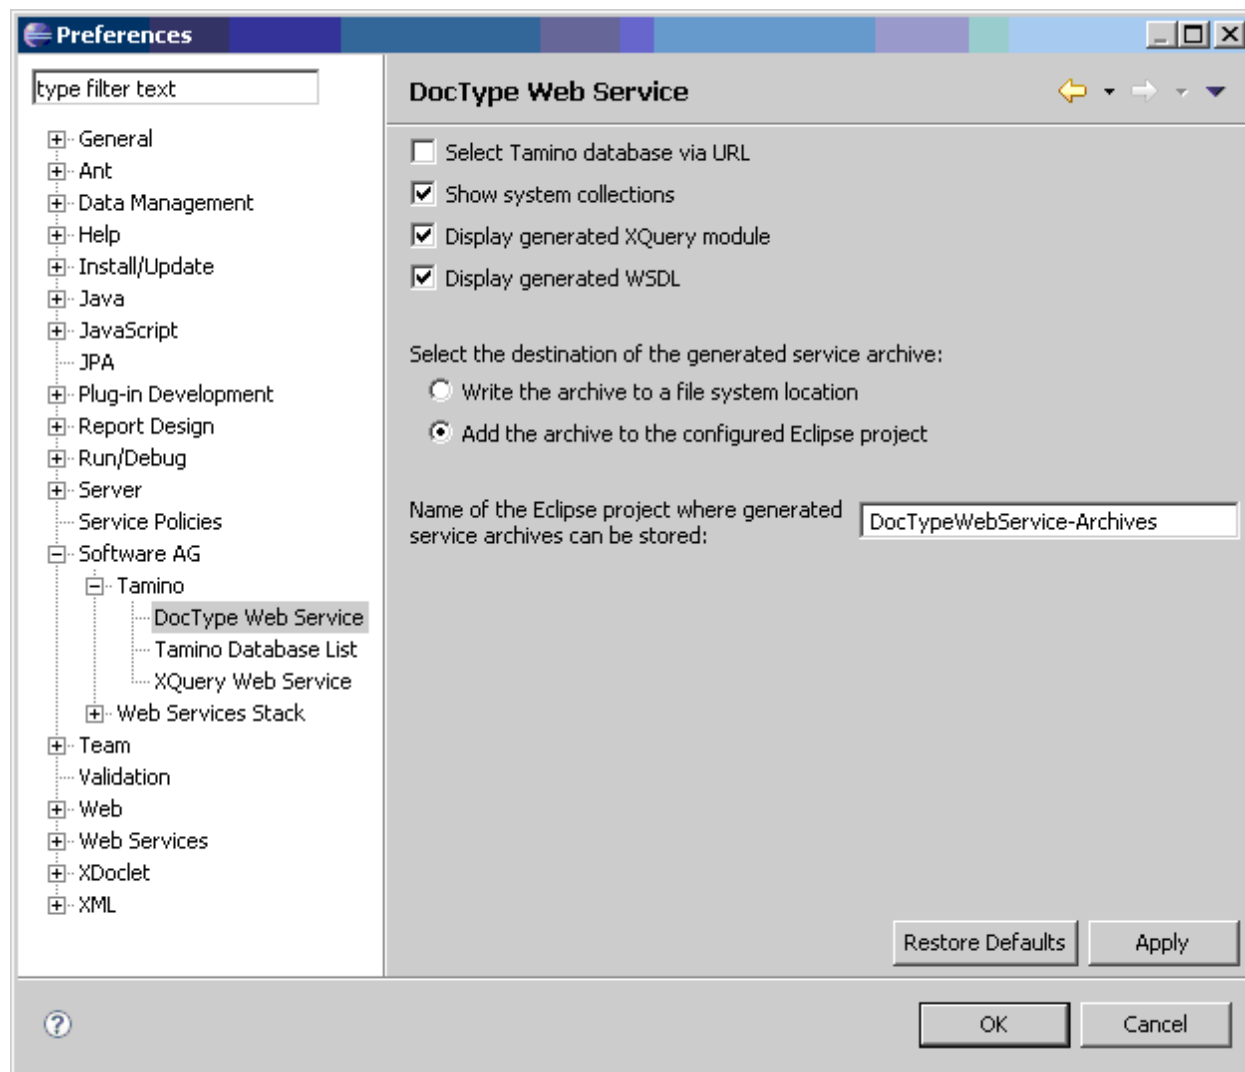 Preferences
type filter text
General
Ant
Data Management
Help
Install/Update
Java
JavaScript
JPA
Plug-in Development
Report Design
Run/Debug
Server
Service Policies
Software AG
Tamino
DocType Web Service
Tamino Database List
XQuery Web Service
Web Services Stack
Team
Validation
Web
Web Services
XDoclet
XML
DocType Web Service
Select Tamino database via URL
Show system collections
Display generated XQuery module
Display generated WSDL
Select the destination of the generated service archive:
Write the archive to a file system location
Add the archive to the configured Eclipse project
Name of the Eclipse project where generated
service archives can be stored:
DocTypeWebService-Archives
Restore Defaults
Apply
?
OK
Cancel